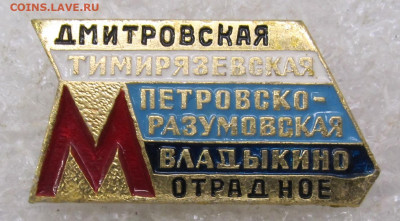 COINS.LAVE.RU
ДМИТРОВСКАЯ
ТИМИРЯЗЕВСКАЯ
ПЕТРОВСКО-
РАЗУМОВСКАЯ
М
ВЛАДЫКИНО
ОТРАДНОЕ